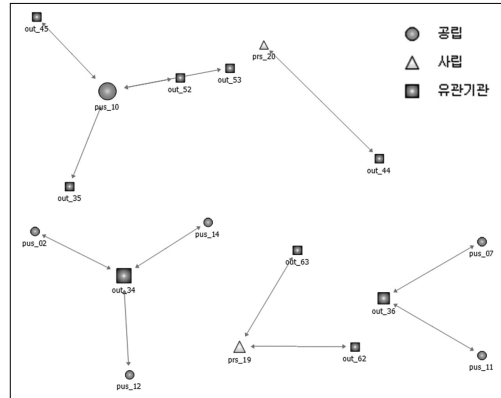 out_45
pus_10
out_52
out_53
prs_20
공립
사립
유관기관
out_35
out_44
pus_02
out_34
pus_14
pus_12
out_63
prs_19
out_62
pus_07
out_36
pus_11